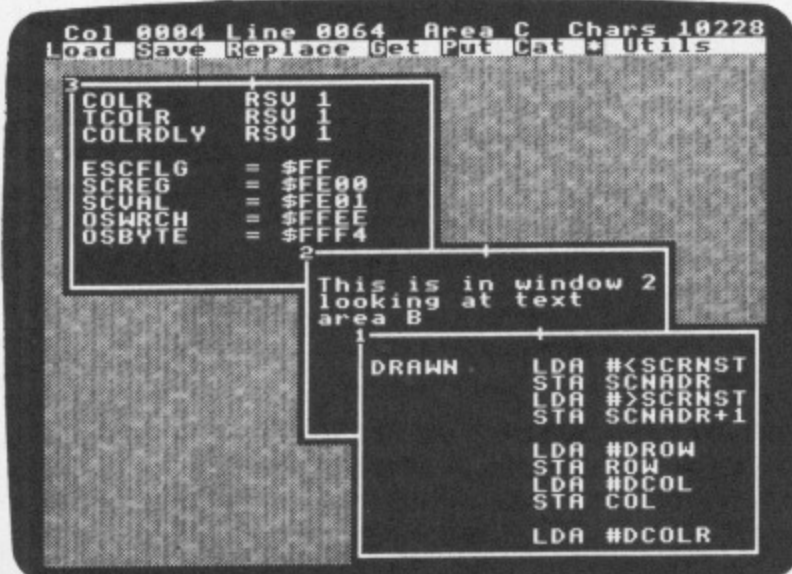 Col 0004 Line 0064 Area C Chars 10228
Load Save Replace Get Put Cat * Utils
3
COLR RSV 1
TCOLR RSV 1
COLRDLY RSV 1
ESCFLG = $FF
SCREG = $FE00
SCVAL = $FE01
OSWRCH = $FFEE
OSBYTE = $FFF4
2
This is in window 2
looking at text
area B
1
DRAWN LDA #<SCRNST
STA SCNADR
LDA #>SCRNST
STA SCNADR+1
LDA #DROW
STA ROW
LDA #DCOL
STA COL
LDA #DCOLR